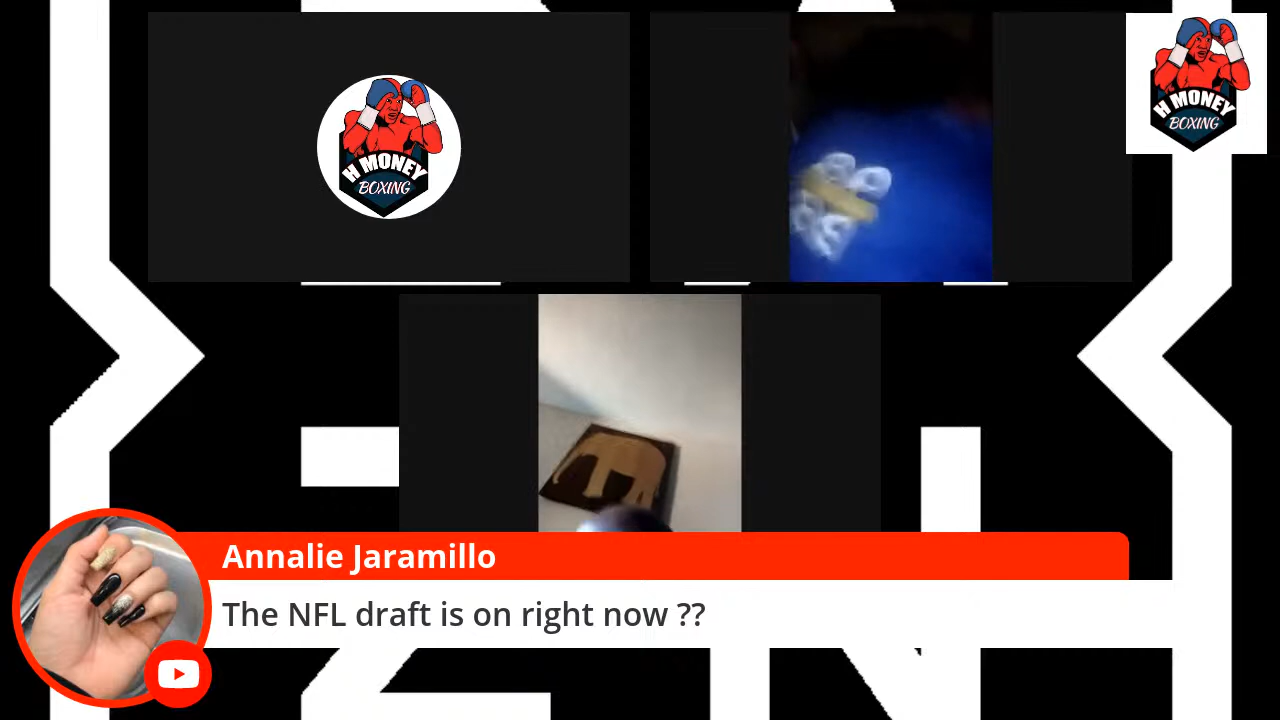 H MONEY
BOXING
H MONEY
BOXING
Annalie Jaramillo
The NFL draft is on right now ??